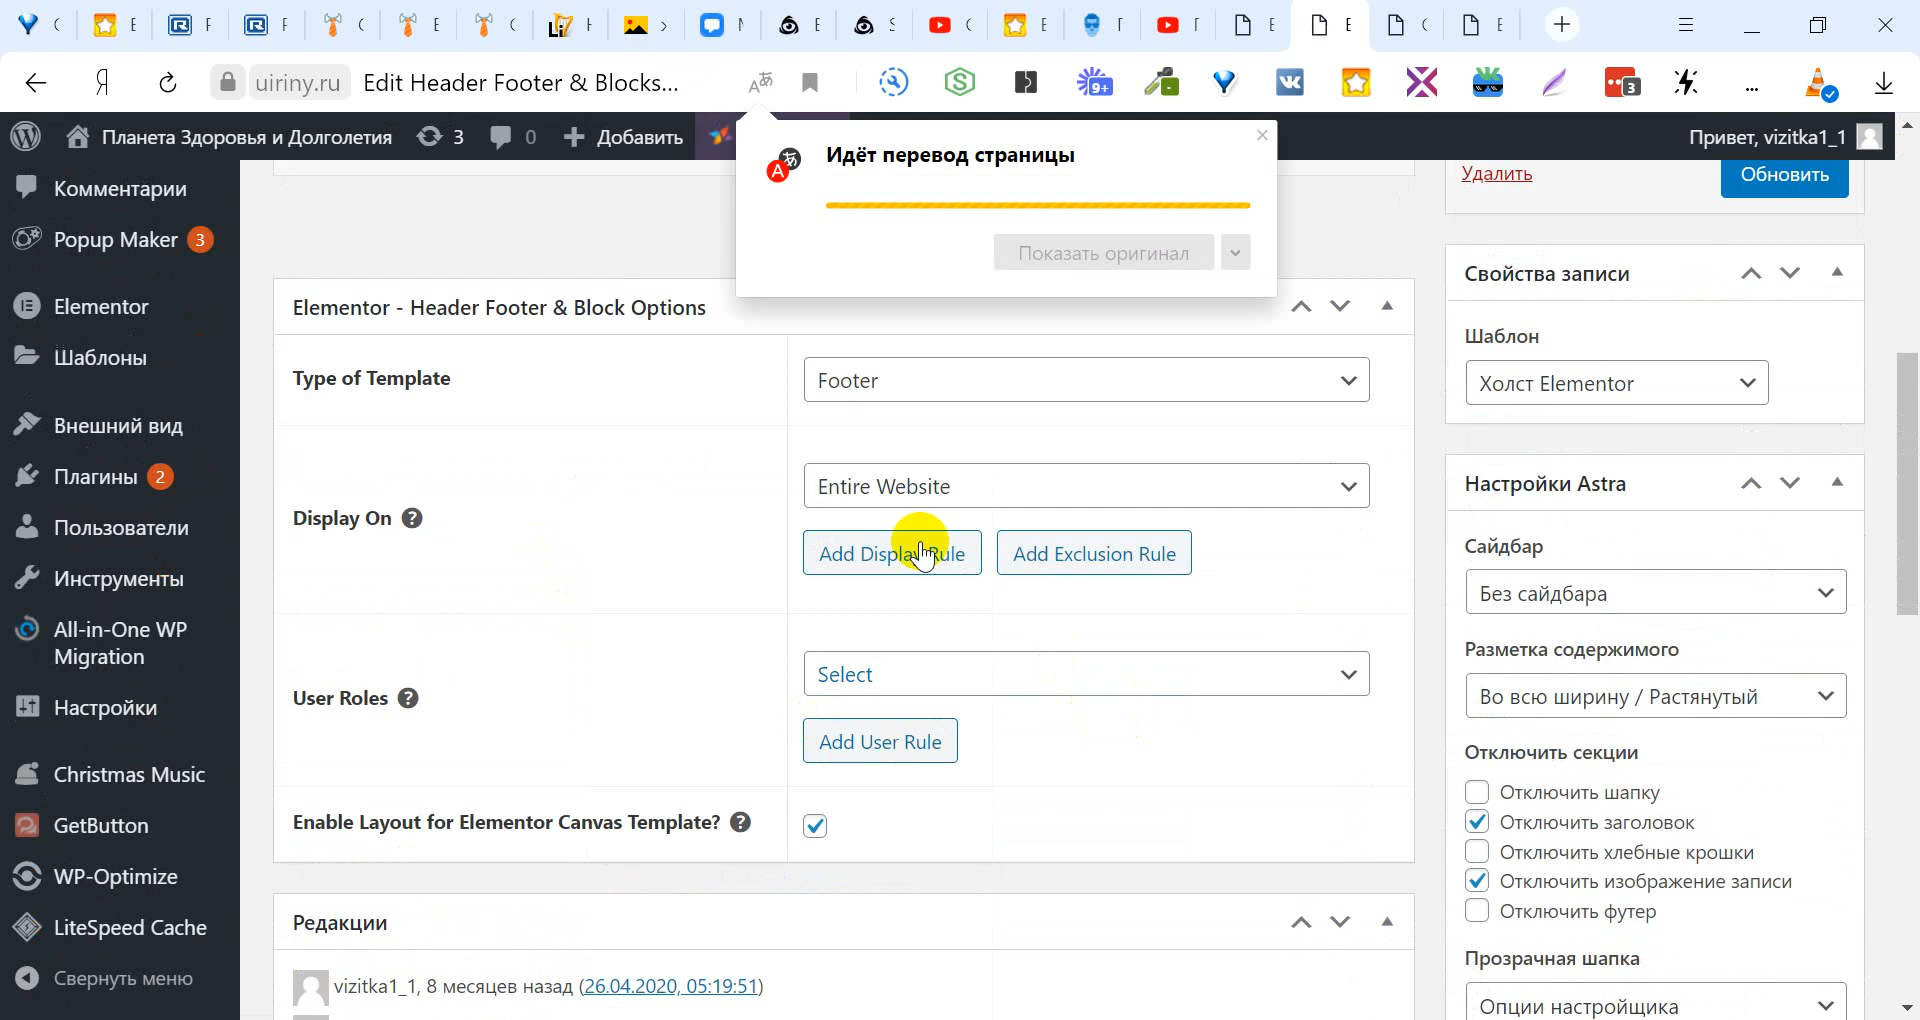 uiriny.ru
Edit Header Footer & Blocks...
9+
3
Планета Здоровья и Долголетия
3
0
Добавить
Привет, vizitka1_1
Идёт перевод страницы
Показать оригинал
Комментарии
Popup Maker 3
Elementor
Шаблоны
Внешний вид
Плагины 2
Пользователи
Инструменты
All-in-One WP
Migration
Настройки
Christmas Music
GetButton
WP-Optimize
LiteSpeed Cache
Свернуть меню
Elementor - Header Footer & Block Options
Type of Template
Footer
Display On
Entire Website
Add Display Rule
Add Exclusion Rule
User Roles
Select
Add User Rule
Enable Layout for Elementor Canvas Template?
Редакции
vizitka1_1, 8 месяцев назад (26.04.2020, 05:19:51)
Удалить
Обновить
Свойства записи
Шаблон
Холст Elementor
Настройки Astra
Сайдбар
Без сайдбара
Разметка содержимого
Во всю ширину / Растянутый
Отключить секции
Отключить шапку
Отключить заголовок
Отключить хлебные крошки
Отключить изображение записи
Отключить футер
Прозрачная шапка
Опции настройщика